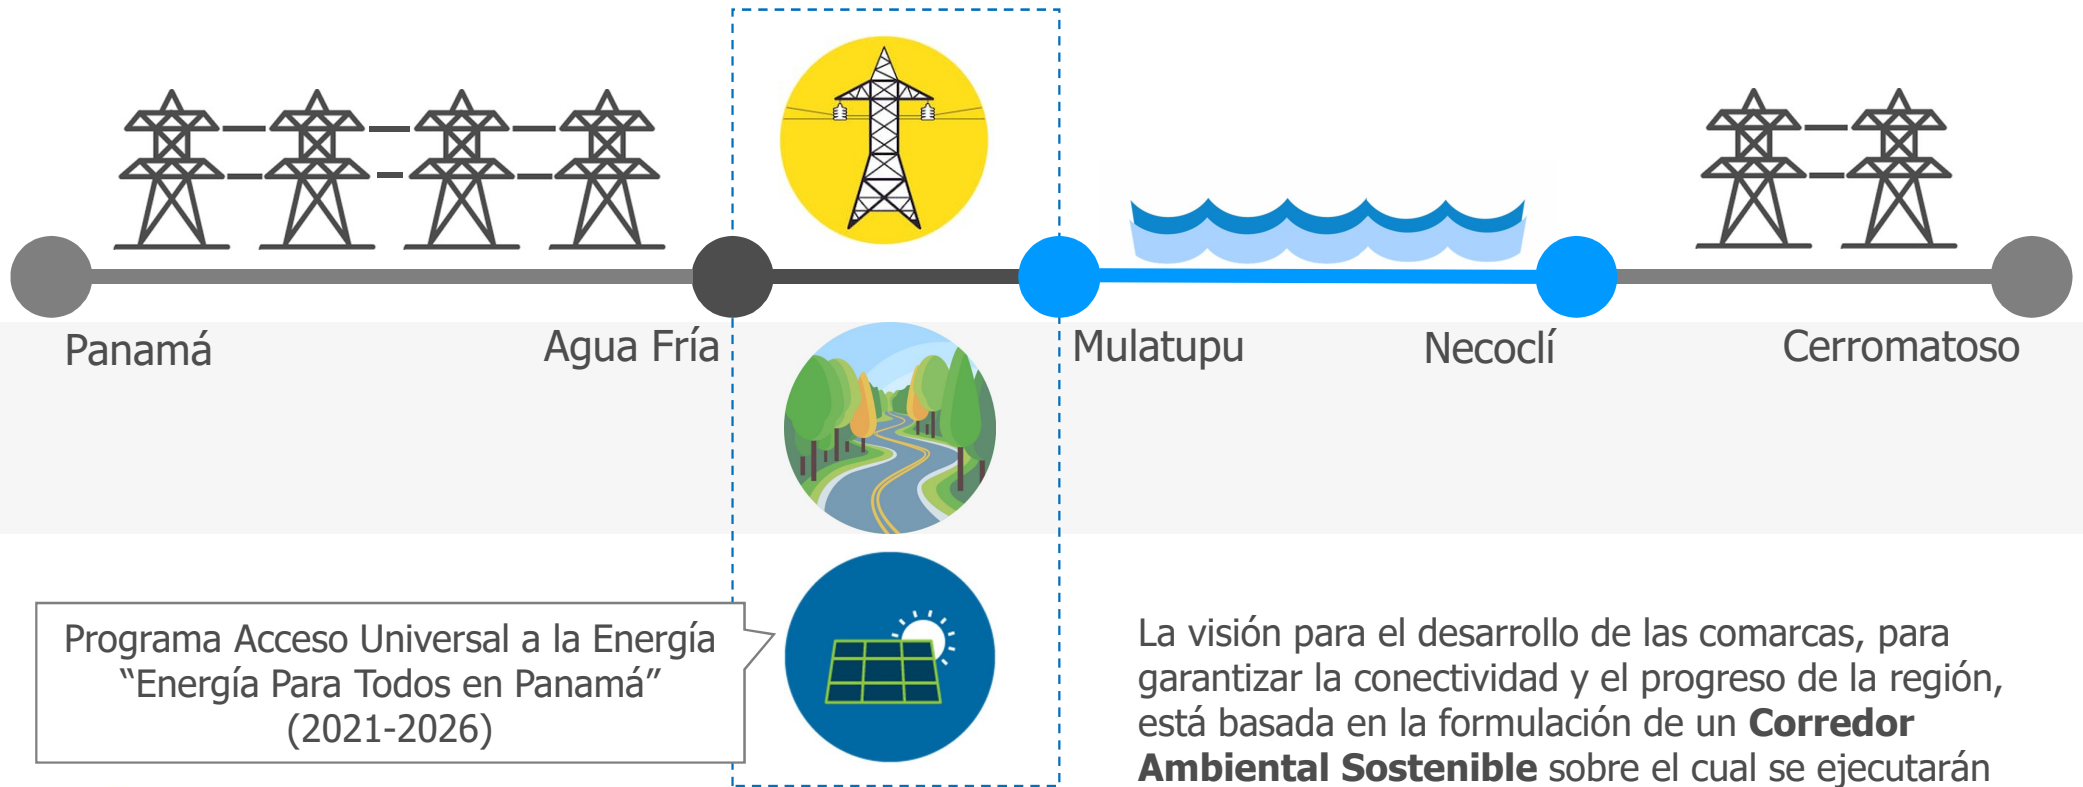 Panamá
Agua Fría
Mulatupu
Necoclí
Cerromatoso
Programa Acceso Universal a la Energía
“Energía Para Todos en Panamá”
(2021-2026)
La visión para el desarrollo de las comarcas, para
garantizar la conectividad y el progreso de la región,
está basada en la formulación de un Corredor
Ambiental Sostenible sobre el cual se ejecutarán